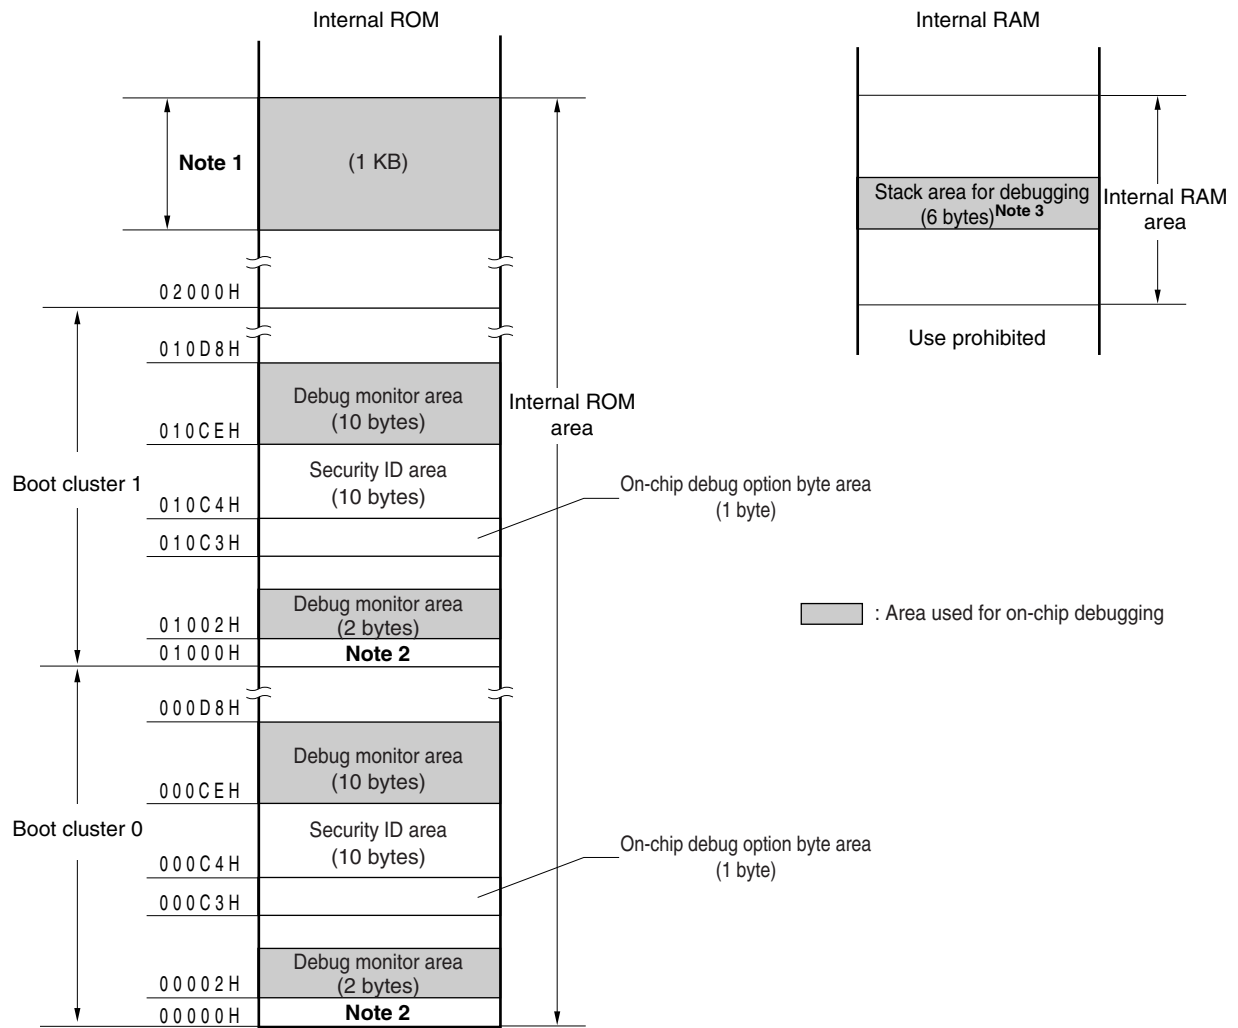 Internal ROM
Internal RAM
Note 1
(1 KB)
Stack area for debugging
(6 bytes)Note 3
Internal RAM
area
02000H
Use prohibited
010D8H
Debug monitor area
(10 bytes)
Internal ROM
area
010CEH
Security ID area
(10 bytes)
Boot cluster 1
On-chip debug option byte area
(1 byte)
010C4H
010C3H
Debug monitor area
(2 bytes)
: Area used for on-chip debugging
01002H
01000H
Note 2
000D8H
Debug monitor area
(10 bytes)
000CEH
Boot cluster 0
Security ID area
(10 bytes)
On-chip debug option byte area
(1 byte)
000C4H
000C3H
Debug monitor area
(2 bytes)
00002H
00000H
Note 2